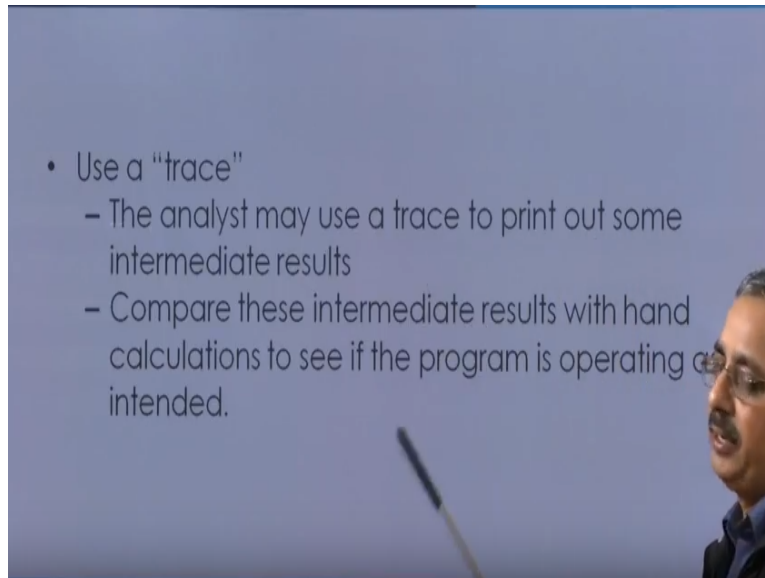 • Use a “trace”
– The analyst may use a trace to print out some
intermediate results
– Compare these intermediate results with hand
calculations to see if the program is operating
intended.